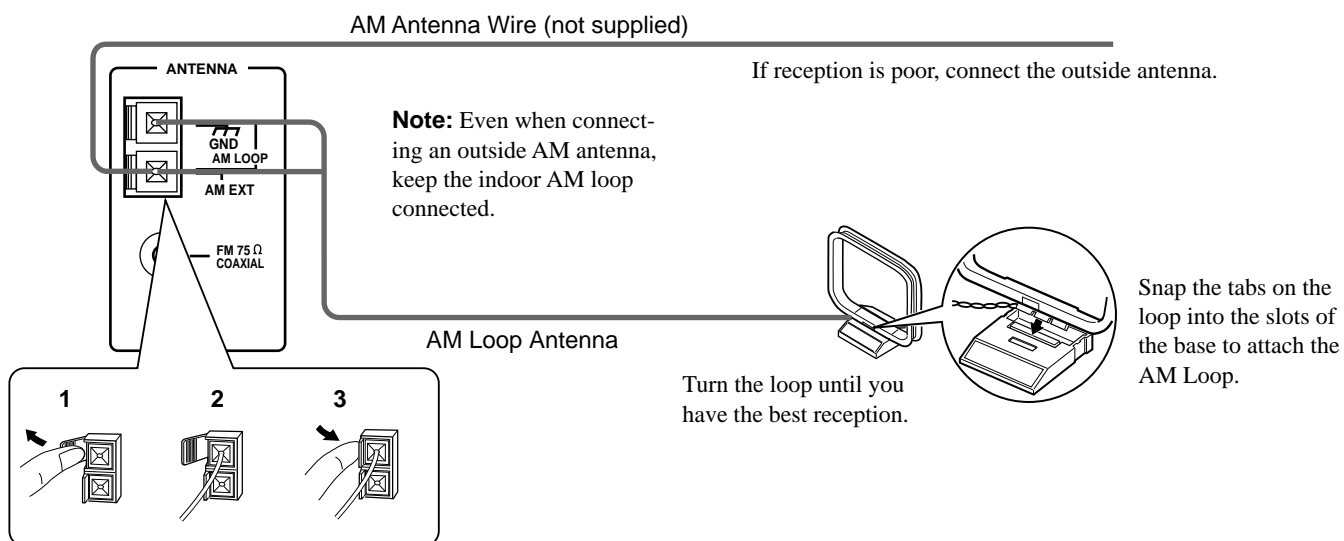 AM Antenna Wire (not supplied)
If reception is poor, connect the outside antenna.
ANTENNA
GND
AM LOOP
AM EXT
FM 75 Ω
COAXIAL
Note: Even when connect-
ing an outside AM antenna,
keep the indoor AM loop
connected.
Snap the tabs on the
loop into the slots of
the base to attach the
AM Loop.
AM Loop Antenna
Turn the loop until you
have the best reception.
1 2 3